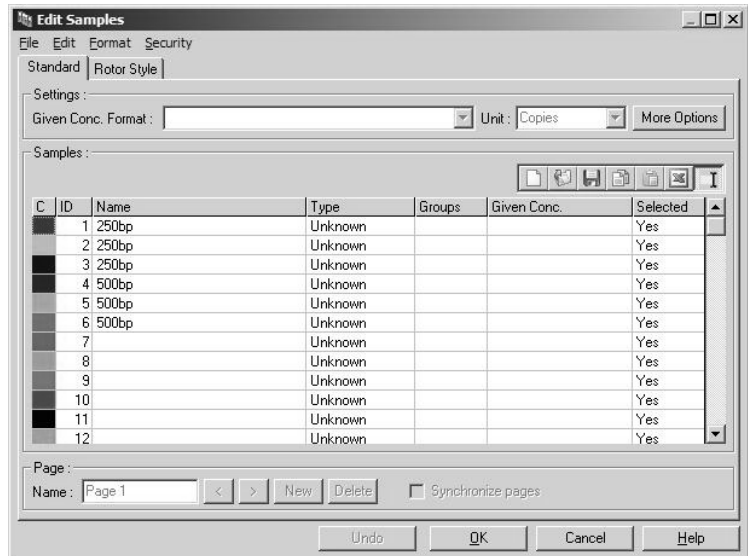 Edit Samples
File Edit Format Security
Standard Rotor Style
Settings :
Given Conc. Format : Unit : Copies More Options
Samples :
C ID Name Type Groups Given Conc. Selected
1 250bp Unknown Yes
2 250bp Unknown Yes
3 250bp Unknown Yes
4 500bp Unknown Yes
5 500bp Unknown Yes
6 500bp Unknown Yes
7 Unknown Yes
8 Unknown Yes
9 Unknown Yes
10 Unknown Yes
11 Unknown Yes
12 Unknown Yes
Page :
Name : Page 1 < > New Delete Synchronize pages
Undo OK Cancel Help